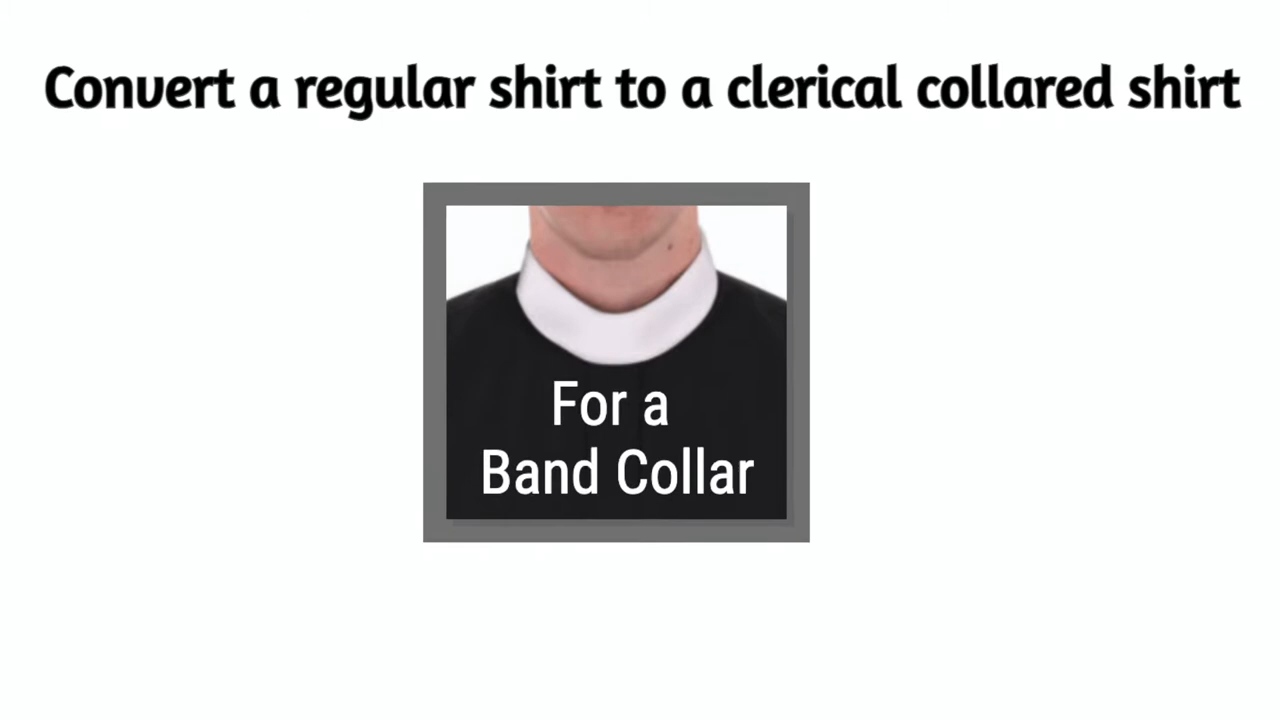 Convert a regular shirt to a clerical collared shirt
For a
Band Collar